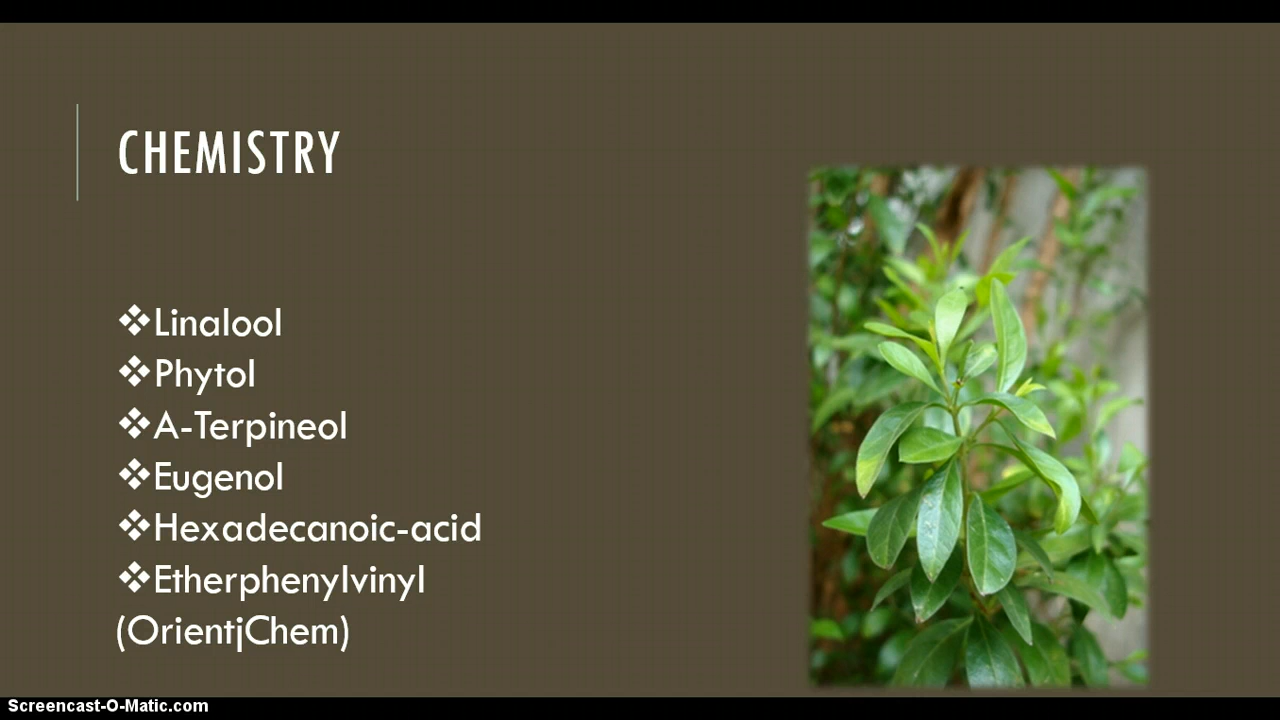 CHEMISTRY
❖Linalool
❖Phytol
❖A-Terpineol
❖Eugenol
❖Hexadecanoic-acid
❖Etherphenylvinyl
(OrientjChem)
Screencast-O-Matic.com